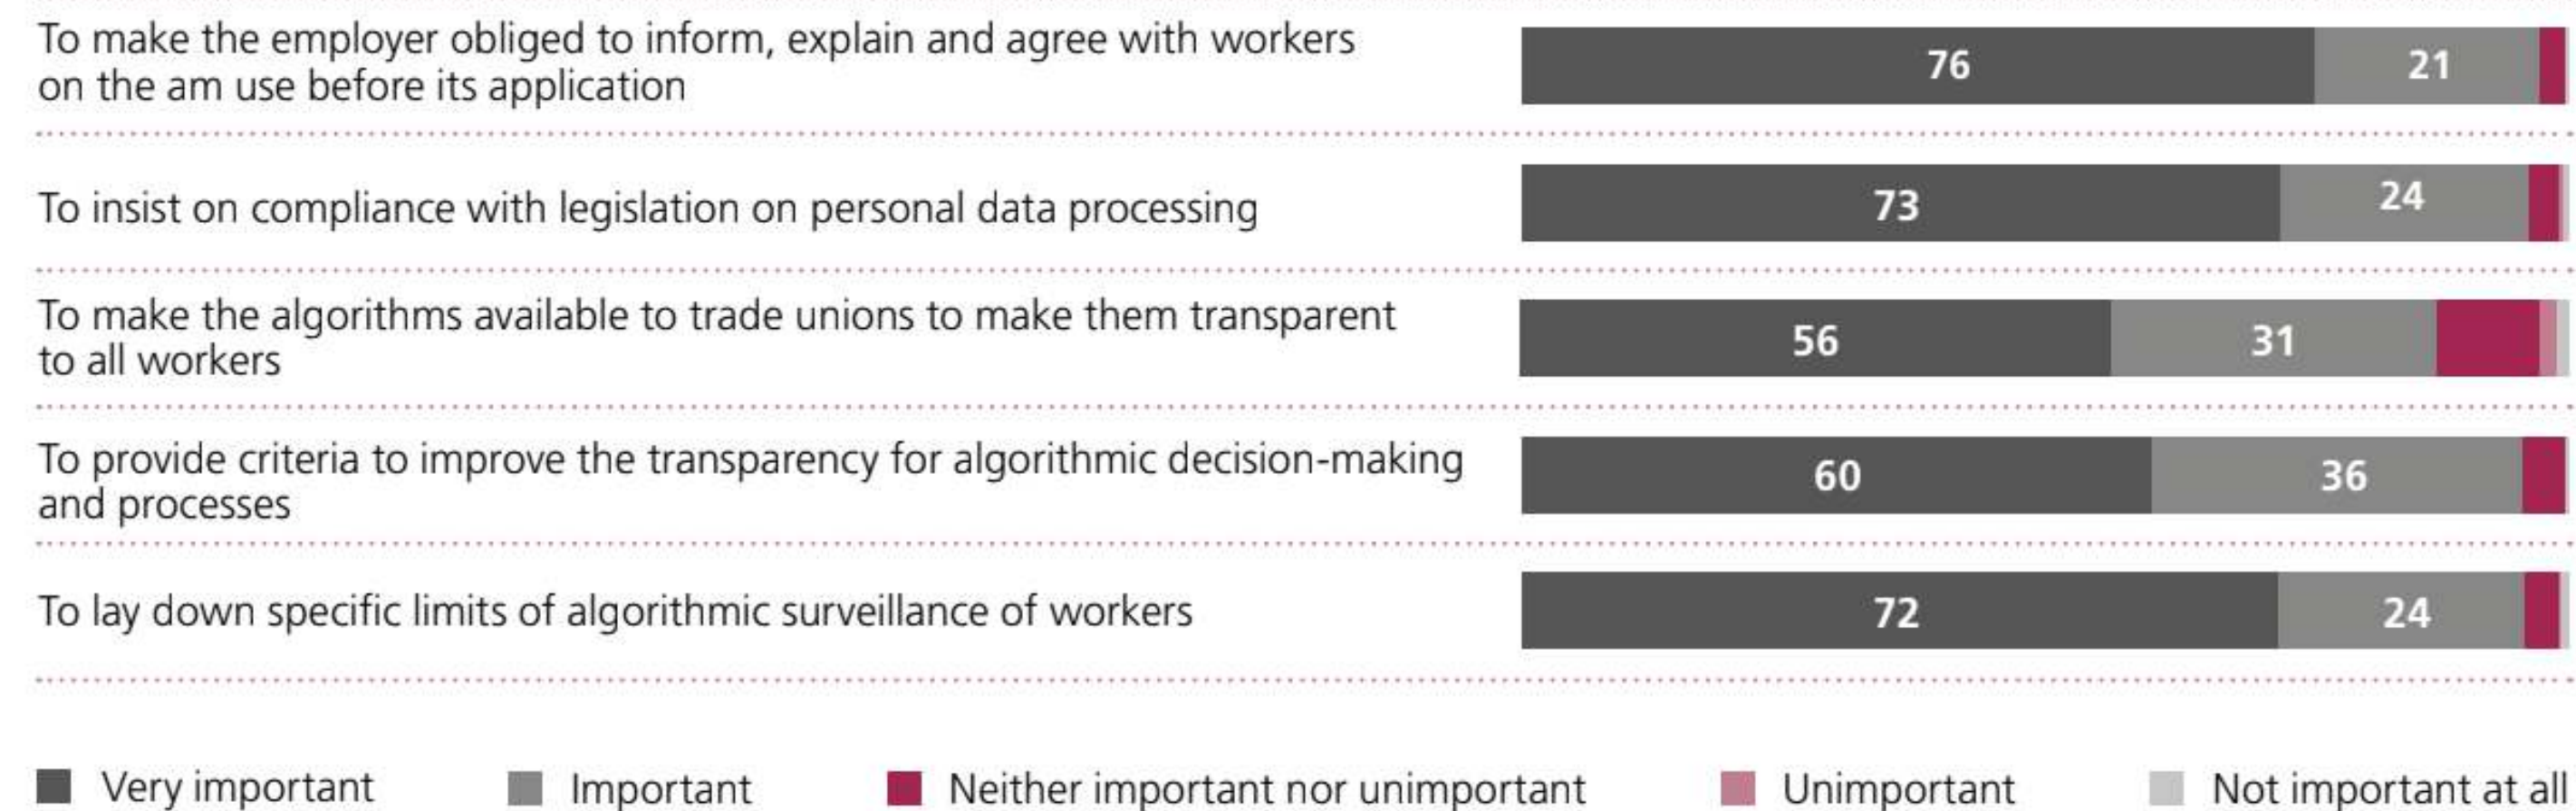 To make the employer obliged to inform, explain and agree with workers
on the am use before its application
76 21
To insist on compliance with legislation on personal data processing
73 24
To make the algorithms available to trade unions to make them transparent
to all workers
56 31
To provide criteria to improve the transparency for algorithmic decision-making
and processes
60 36
To lay down specific limits of algorithmic surveillance of workers
72 24
Very important Important Neither important nor unimportant Unimportant Not important at all